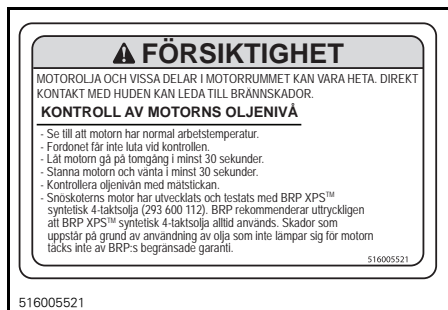 FÖRSIKTIGHET
MOTOROLJA OCH VISSA DELAR I MOTORRUMMET KAN VARA HETA. DIREKT
KONTAKT MED HUDEN KAN LEDA TILL BRÄNNSKADOR.
KONTROLL AV MOTORNS OLJENIVÅ
- Se till att motorn har normal arbetstemperatur.
- Fordonet får inte luta vid kontrollen.
- Låt motorn gå på tomgång i minst 30 sekunder.
- Stanna motorn och vänta i minst 30 sekunder.
- Kontrollera oljenivån med mätstickan.
- Snöskoterns motor har utvecklats och testats med BRP XPS™
syntetisk 4-taktsolja (293 600 112). BRP rekommenderar uttryckligen
att BRP XPS™ syntetisk 4-taktsolja alltid används. Skador som
uppstår på grund av användning av olja som inte lämpar sig för motorn
täcks inte av BRP:s begränsade garanti.
516005521
516005521